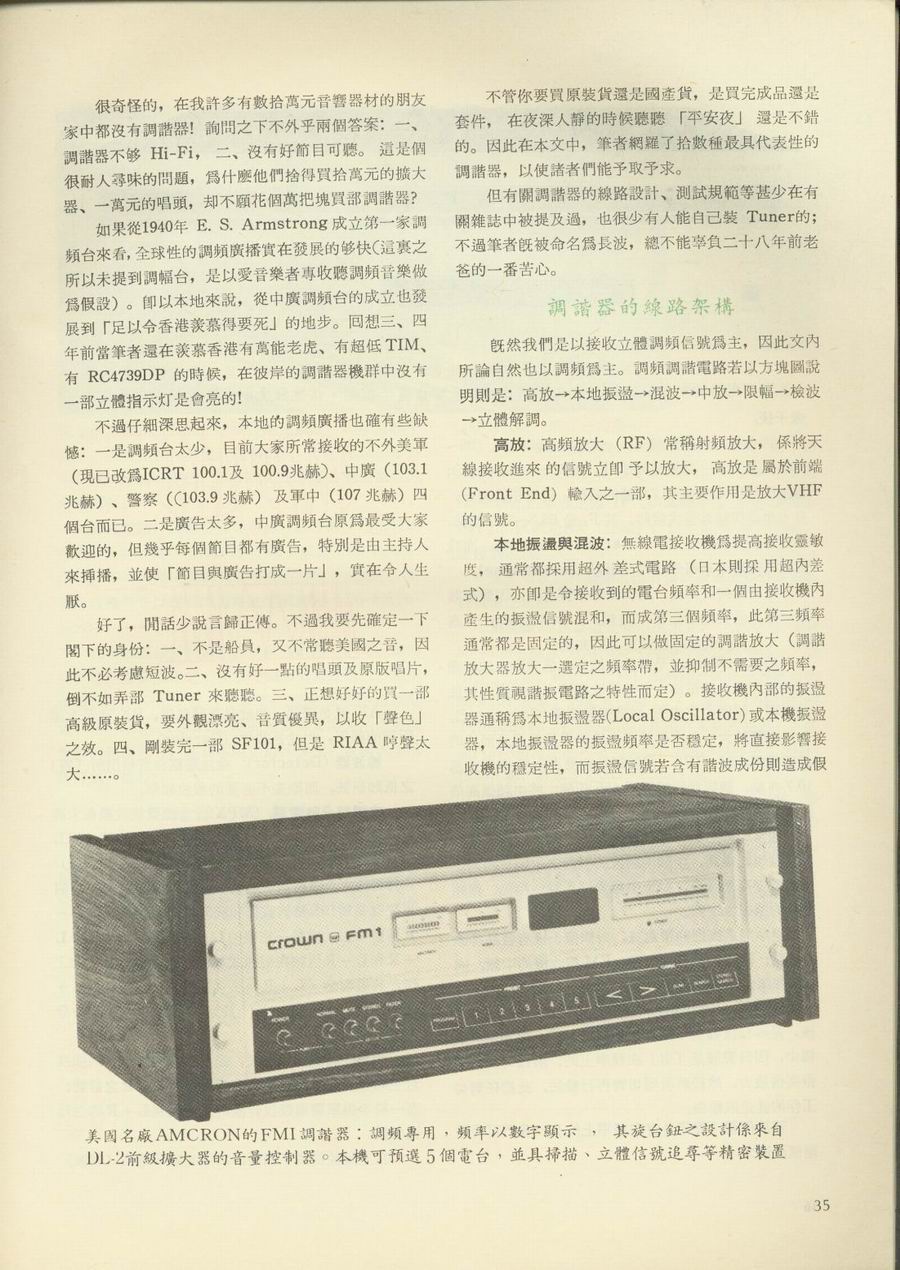 很奇怪的，在我許多有數拾萬元音響器材的朋友
家中都沒有調諧器！詢問之下不外乎兩個答案：一、
調諧器不够 Hi-Fi，二、沒有好節目可聽。這是個
很耐人尋味的問題，爲什麼他們捨得買拾萬元的擴大
器、一萬元的唱頭，却不願花個萬把塊買部調諧器？
如果從1940年 E. S. Armstrong 成立第一家調
頻台來看，全球性的調頻廣播實在發展的够快（這裏之
所以未提到調幅台，是以愛音樂者專收聽調頻音樂做
爲假設）。卽以本地來說，從中廣調頻台的成立也發
展到「足以令香港羨慕得要死」的地步。囘想三、四
年前當筆者還在羨慕香港有萬能老虎、有超低 TIM、
有 RC4739DP 的時候，在彼岸的調諧器機群中沒有
一部立體指示灯是會亮的！
不過仔細深思起來，本地的調頻廣播也確有些缺
憾：一是調頻台太少，目前大家所常接收的不外美軍
（現已改爲ICRT 100.1及 100.9兆赫）、中廣（103.1
兆赫）、警察（(103.9 兆赫）及軍中（107 兆赫）四
個台而已。二是廣告太多，中廣調頻台原爲最受大家
歡迎的，但幾乎每個節目都有廣告，特別是由主持人
來揷播，並使「節目與廣告打成一片」，實在令人生
厭。
好了，閒話少說言歸正傳。不過我要先確定一下
閣下的身份：一、不是船員，又不常聽美國之音，因
此不必考慮短波。二、沒有好一點的唱頭及原版唱片，
倒不如弄部 Tuner 來聽聽。三、正想好好的買一部
高級原裝貨，要外觀漂亮、音質優異，以收「聲色」
之效。四、剛裝完一部 SF101，但是 RIAA 哼聲太
大……。
不管你要買原裝貨還是國產貨，是買完成品還是
套件，在夜深人靜的時候聽聽「平安夜」還是不錯
的。因此在本文中，筆者網羅了拾數種最具代表性的
調諧器，以使諸者們能予取予求。
但有關調諧器的線路設計、測試規範等甚少在有
關雜誌中被提及過，也很少有人能自己裝 Tuner的；
不過筆者旣被命名爲長波，總不能辜負二十八年前老
爸的一番苦心。
調諧器的線路架構
旣然我們是以接收立體調頻信號爲主，因此文內
所論自然也以調頻爲主。調頻調諧電路若以方塊圖說
明則是：高放→本地振盪→混波→中放→限幅→檢波
→立體解調。
高放：高頻放大（RF）常稱射頻放大，係將天
線接收進來的信號立卽予以放大，高放是屬於前端
(Front End) 輸入之一部，其主要作用是放大VHF
的信號。
本地振盪與混波：無線電接收機爲提高接收靈敏
度，通常都採用超外差式電路（日本則採用超內差
式），亦卽是令接收到的電台頻率和一個由接收機內
產生的振盪信號混和，而成第三個頻率，此第三頻率
通常都是固定的，因此可以做固定的調諧放大（調諧
放大器放大一選定之頻率帶，並抑制不需要之頻率，
其性質視諧振電路之特性而定）。接收機內部的振盪
器通稱爲本地振盪器(Local Oscillator) 或本機振盪
器，本地振盪器的振盪頻率是否穩定，將直接影響接
收機的穩定性，而振盪信號若含有諧波成份則造成假
crown FM1
POWER NORMAL MUTE STEREO FILTER
PROGRAM 1 2 3 4 5 < >
美國名廠AMCRON的FM1調諧器：調頻專用，頻率以數字顯示，其旋台鈕之設計係來自
DL-2前級擴大器的音量控制器。本機可預選5個電台，並具掃描、立體信號追尋等精密裝置
35